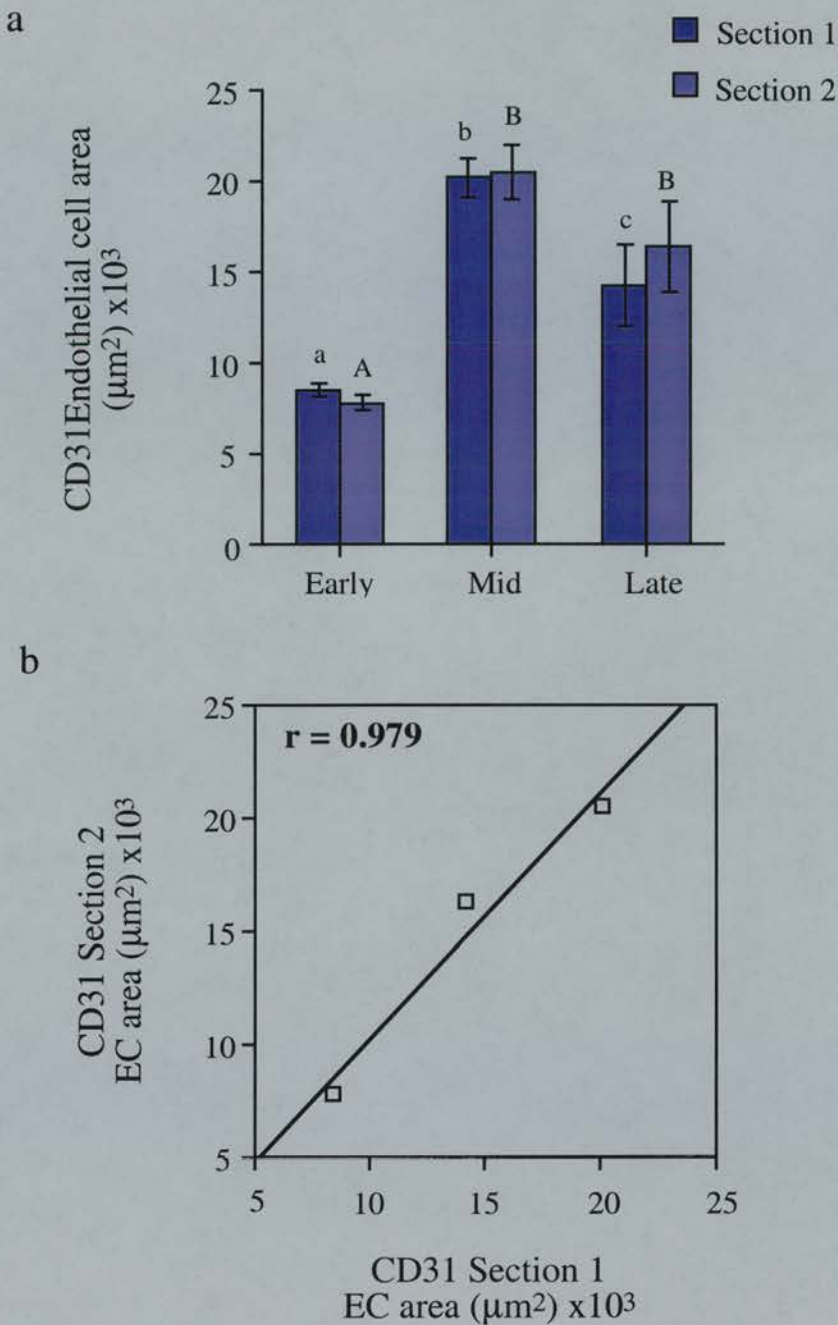 a
Section 1
Section 2
CD31Endothelial cell area
(µm²) x10³
25
20
15
10
5
0
a
A
b
B
c
B
Early
Mid
Late
b
r = 0.979
CD31 Section 2
EC area (µm²) x10³
25
20
15
10
5
5
10
15
20
25
CD31 Section 1
EC area (µm²) x10³